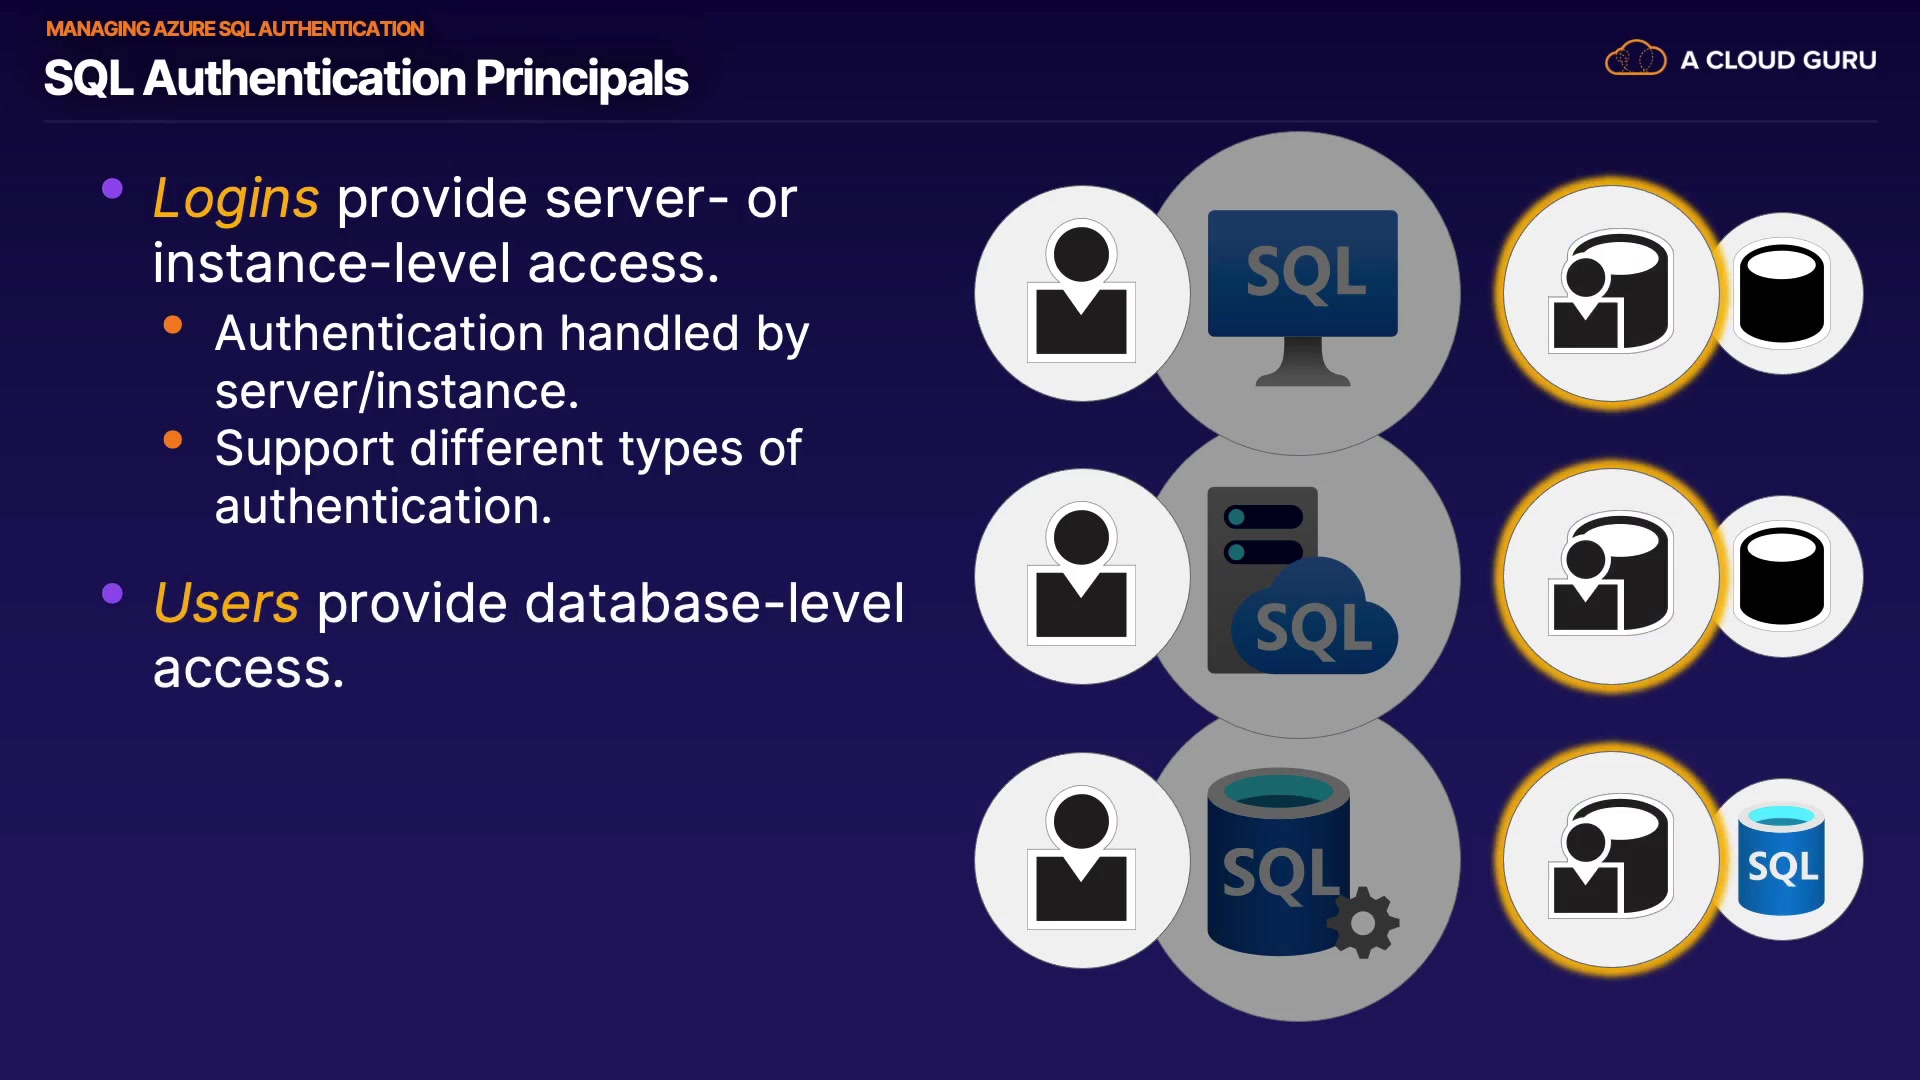 MANAGING AZURE SQL AUTHENTICATION
SQL Authentication Principals
A CLOUD GURU
Logins provide server- or
instance-level access.
Authentication handled by
server/instance.
Support different types of
authentication.
Users provide database-level
access.
SQL
SQL
SQL
SQL